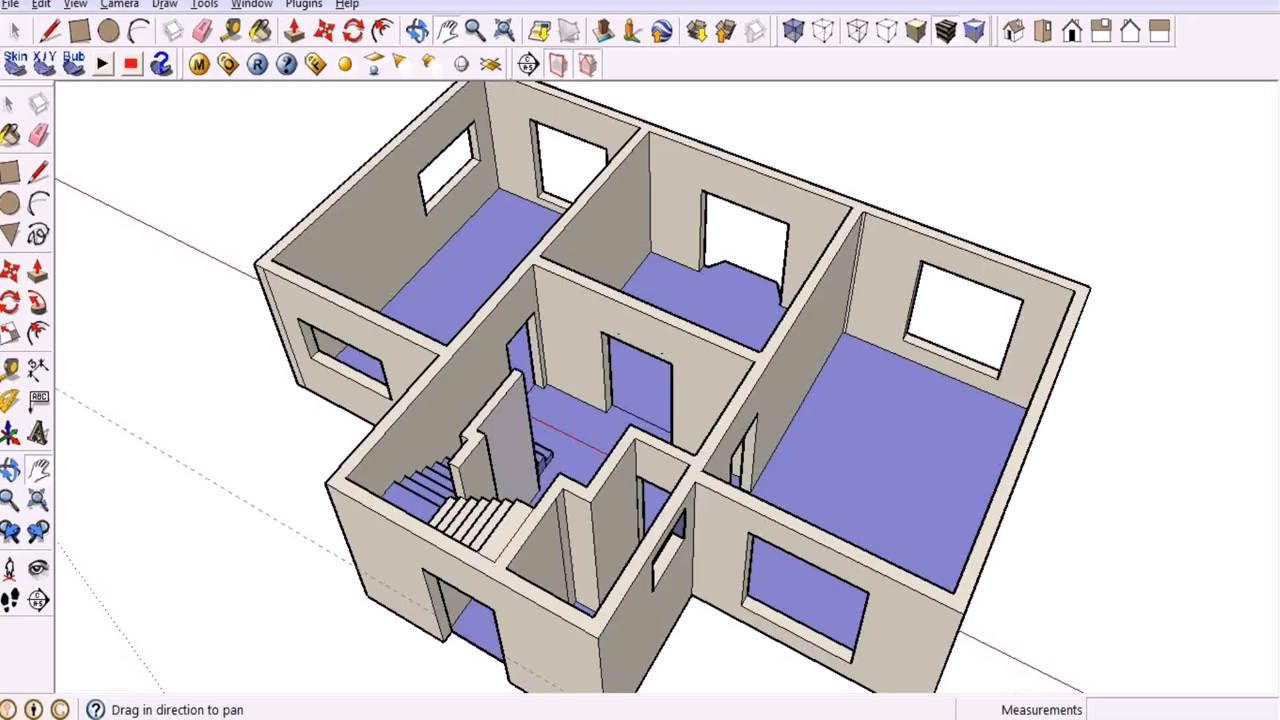 File Edit View Camera Draw Tools Window Plugins Help
Skin X/Y Bub
M R
C
R-S
ABC
C
R-S
Drag in direction to pan
Measurements